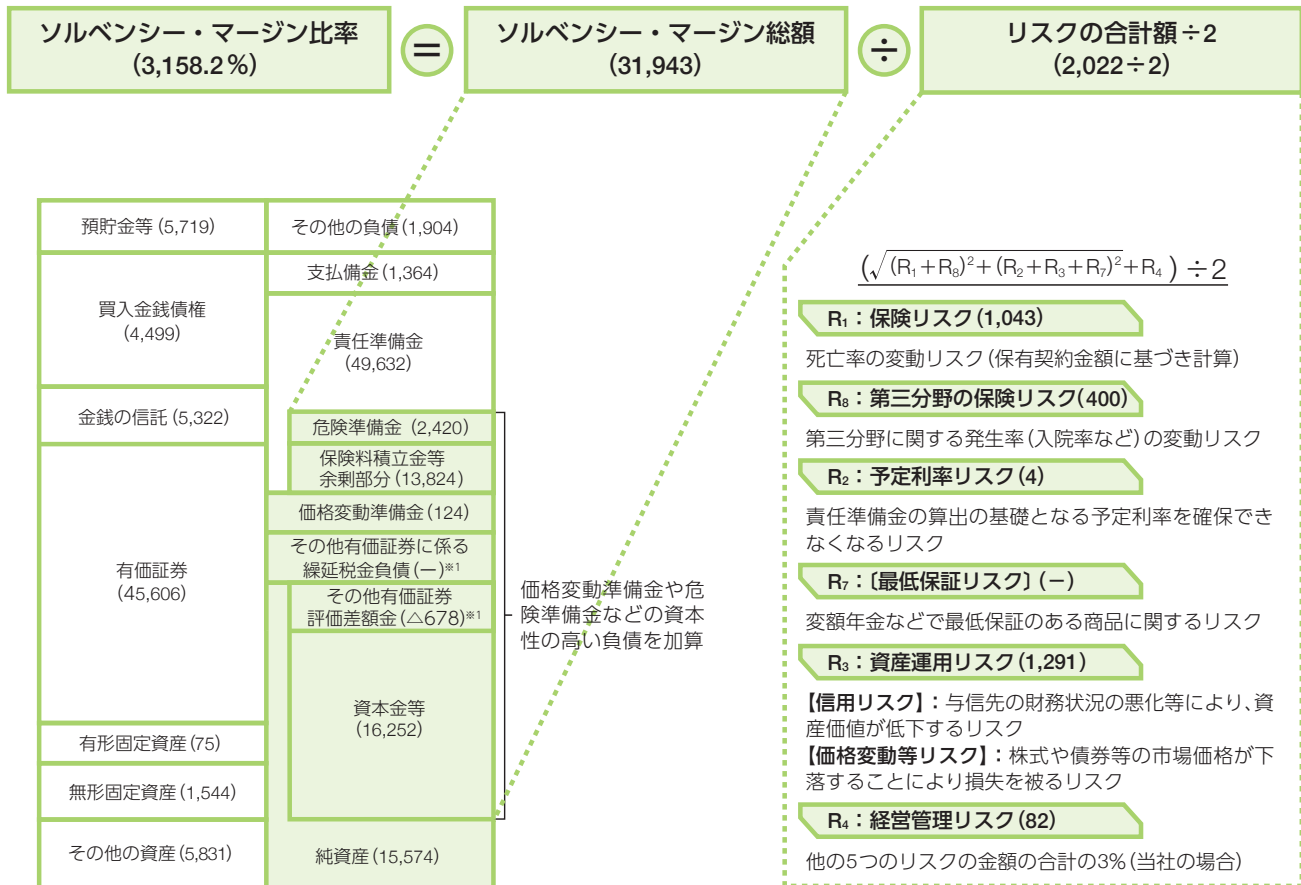 ソルベンシー・マージン比率
(3,158.2%)
=
ソルベンシー・マージン総額
(31,943)
÷
リスクの合計額÷2
(2,022÷2)
預貯金等(5,719)
買入金銭債権
(4,499)
金銭の信託(5,322)
有価証券
(45,606)
有形固定資産(75)
無形固定資産(1,544)
その他の資産(5,831)
その他の負債(1,904)
支払備金(1,364)
責任準備金
(49,632)
危険準備金 (2,420)
保険料積立金等
余剰部分(13,824)
価格変動準備金(124)
その他有価証券に係る
繰延税金負債(ー)※1
その他有価証券
評価差額金(△678)※1
資本金等
(16,252)
純資産(15,574)
価格変動準備金や危
険準備金などの資本
性の高い負債を加算
(√(R₁+R₈)²+(R₂+R₃+R₇)²+R₄ ) ÷2
R₁:保険リスク(1,043)
死亡率の変動リスク(保有契約金額に基づき計算)
R₈:第三分野の保険リスク(400)
第三分野に関する発生率(入院率など)の変動リスク
R₂:予定利率リスク(4)
責任準備金の算出の基礎となる予定利率を確保でき
なくなるリスク
R₇:〔最低保証リスク〕(−)
変額年金などで最低保証のある商品に関するリスク
R₃:資産運用リスク(1,291)
【信用リスク】:与信先の財務状況の悪化等により、資
産価値が低下するリスク
【価格変動等リスク】:株式や債券等の市場価格が下
落することにより損失を被るリスク
R₄:経営管理リスク(82)
他の5つのリスクの金額の合計の3%(当社の場合)